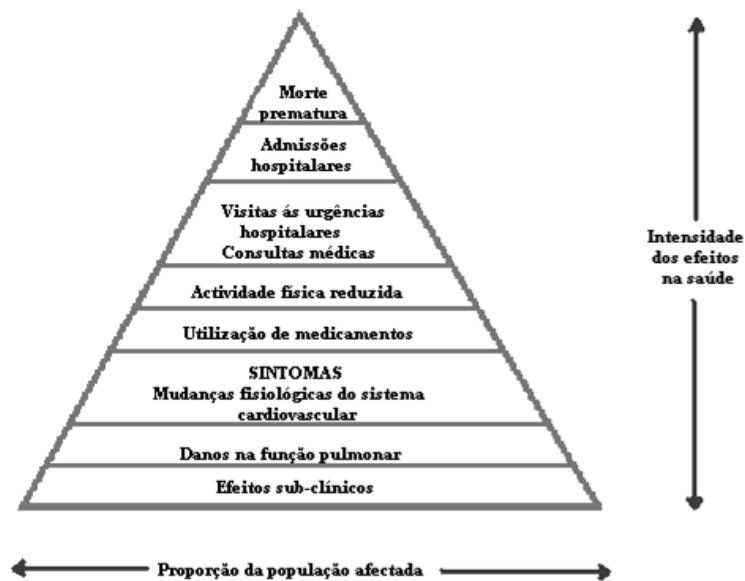 Morte
prematura
Admissões
hospitalares
Visitas ás urgências
hospitalares
Consultas médicas
Actividade física reduzida
Utilização de medicamentos
SINTOMAS
Mudanças fisiológicas do sistema
cardiovascular
Danos na função pulmonar
Efeitos sub-clínicos
Intensidade
dos efeitos
na saúde
Proporção da população afectada